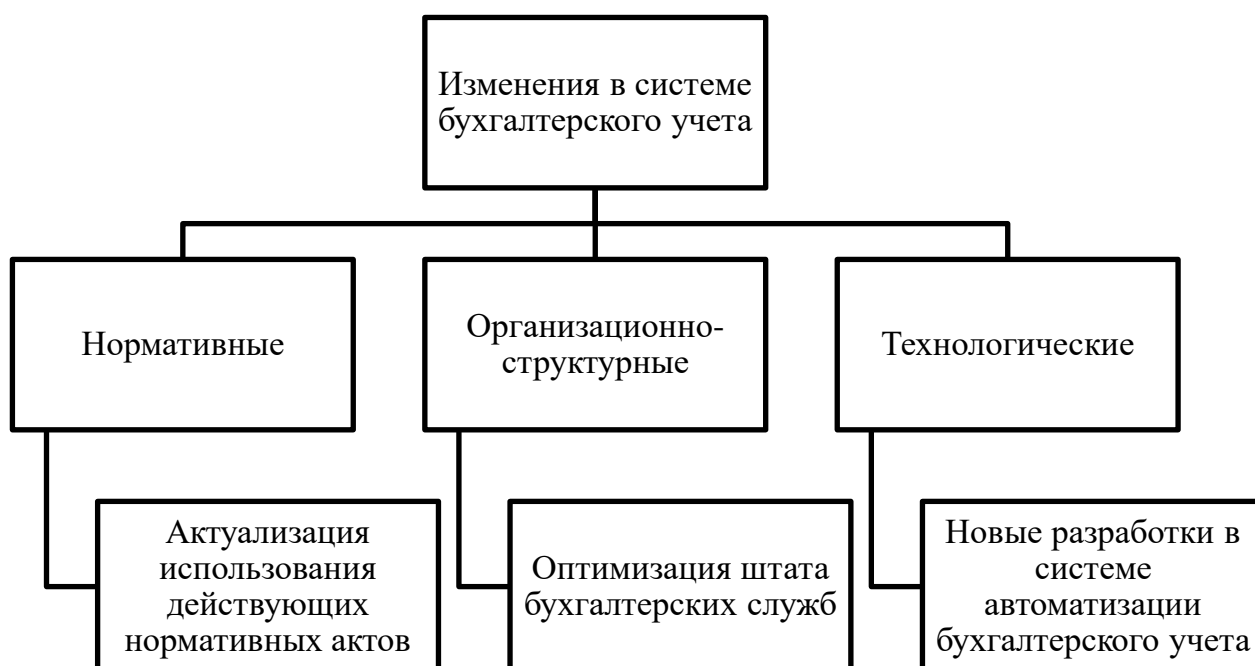 Изменения в системе
бухгалтерского учета
Нормативные
Организационно-
структурные
Технологические
Актуализация
использования
действующих
нормативных актов
Оптимизация штата
бухгалтерских служб
Новые разработки в
системе
автоматизации
бухгалтерского учета